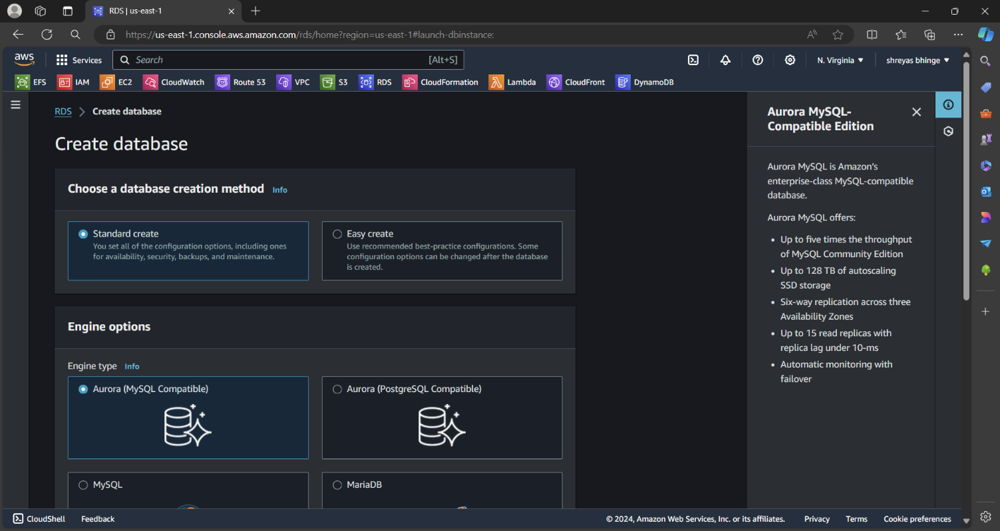 RDS | us-east-1
https://us-east-1.console.aws.amazon.com/rds/home?region=us-east-1#launch-dbinstance:
aws
Services
Search
[Alt+S]
N. Virginia
shreyas bhinge
EFS
IAM
EC2
CloudWatch
Route 53
VPC
S3
RDS
CloudFormation
Lambda
CloudFront
DynamoDB
RDS
Create database
Create database
Choose a database creation method Info
Standard create
You set all of the configuration options, including ones
for availability, security, backups, and maintenance.
Easy create
Use recommended best-practice configurations. Some
configuration options can be changed after the database
is created.
Engine options
Engine type Info
Aurora (MySQL Compatible)
Aurora (PostgreSQL Compatible)
MySQL
MariaDB
Aurora MySQL-
Compatible Edition
Aurora MySQL is Amazon's
enterprise-class MySQL-compatible
database.
Aurora MySQL offers:
• Up to five times the throughput
of MySQL Community Edition
• Up to 128 TB of autoscaling
SSD storage
• Six-way replication across three
Availability Zones
• Up to 15 read replicas with
replica lag under 10-ms
• Automatic monitoring with
failover
CloudShell
Feedback
© 2024, Amazon Web Services, Inc. or its affiliates.
Privacy
Terms
Cookie preferences